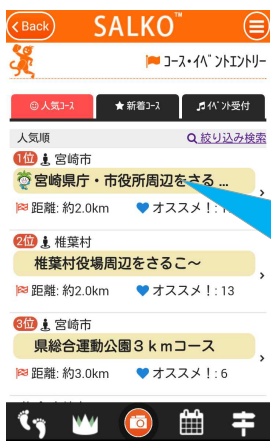 Back
SALKO™
コース・イベントエントリー
人気コース
新着コース
イベント受付
人気順
絞り込み検索
1位 宮崎市
宮崎県庁・市役所周辺をさる ...
距離: 約2.0km オススメ！:
2位 椎葉村
椎葉村役場周辺をさるこ～
距離: 約2.0km オススメ！: 13
3位 宮崎市
県総合運動公園３ｋｍコース
距離: 約3.0km オススメ！: 6